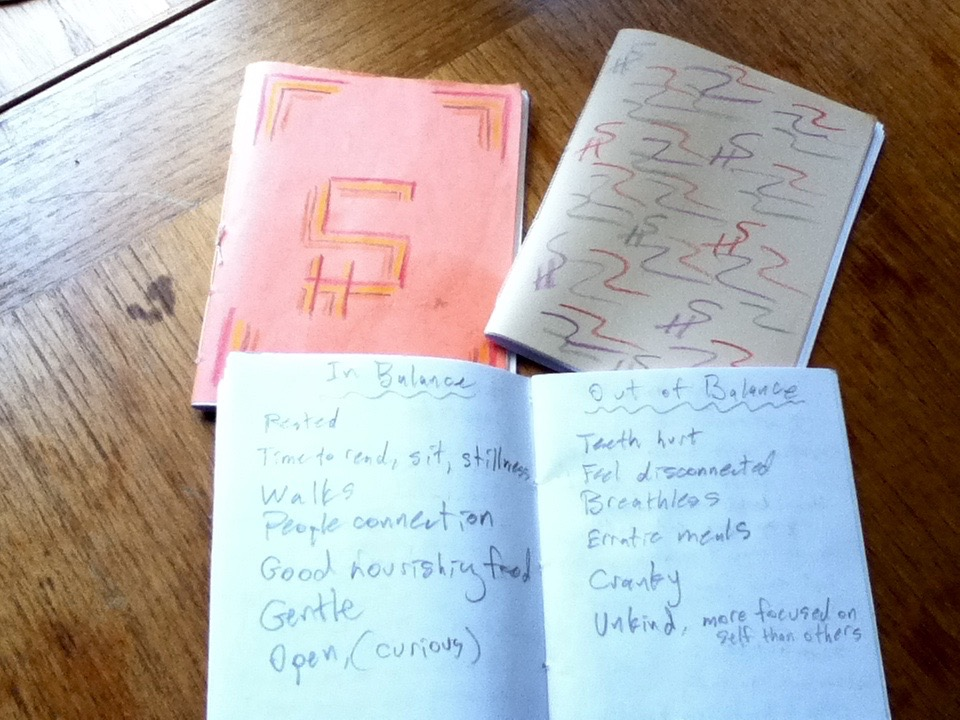 In Balance
Rested
Time to read, sit, stillness
Walks
People connection
Good nourishing food
Gentle
Open, (curious)
Out of Balance
Teeth hurt
Feel disconnected
Breathless
Erratic meals
Cranky
Unkind, more focused on
self than others